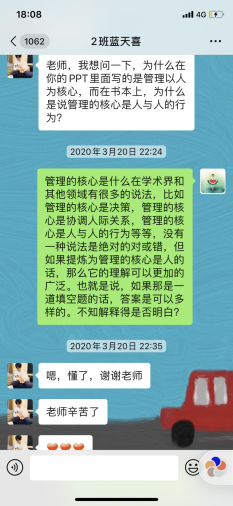 18:08
4G
1062
2班蓝天喜
老师，我想问一下，为什么在
你的PPT里面写的是管理以人
为核心，而在书本上，为什么
是说管理的核心是人与人的行
为？
2020年3月20日 22:24
管理的核心是什么在学术界和
其他领域有很多的说法，比如
管理的核心是决策，管理的核
心是协调人际关系，管理的核
心是人与人的行为等等，没有
一种说法是绝对的对或错，但
如果提炼为管理的核心是人的
话，那么它的理解可以更加的
广泛。也就是说，如果那是一
道填空题的话，答案是可以多
样的。不知解释得是否明白？
2020年3月20日 22:35
嗯，懂了，谢谢老师
老师辛苦了